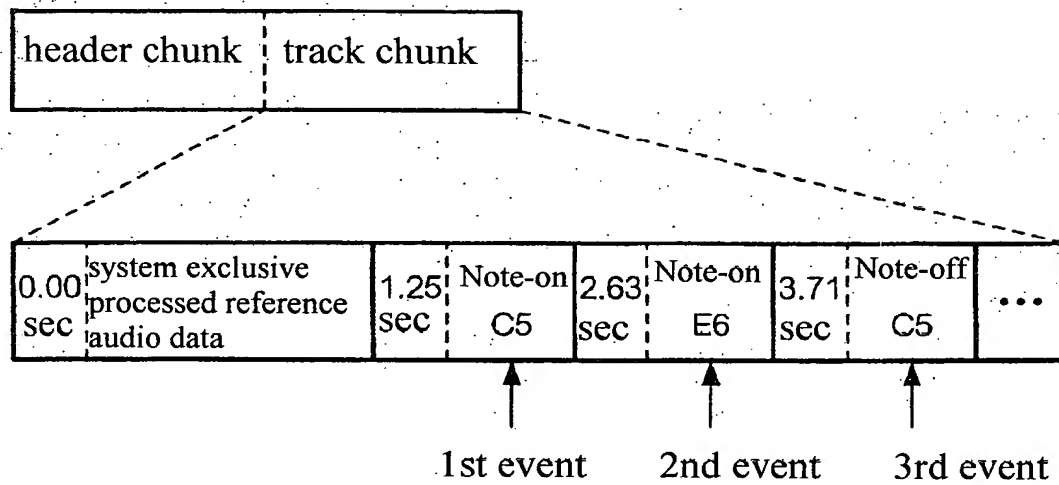 header chunk track chunk
0.00 sec
system exclusive
processed reference
audio data
1.25 sec
Note-on
C5
2.63 sec
Note-on
E6
3.71 sec
Note-off
C5
...
1st event 2nd event 3rd event